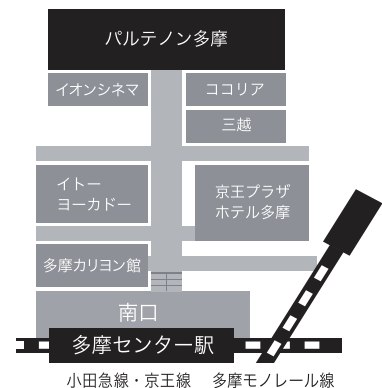 パルテノン多摩
イオンシネマ
ココリア
三越
イトー
ヨーカドー
京王プラザ
ホテル多摩
多摩カリヨン館
南口
多摩センター駅
小田急線・京王線
多摩モノレール線